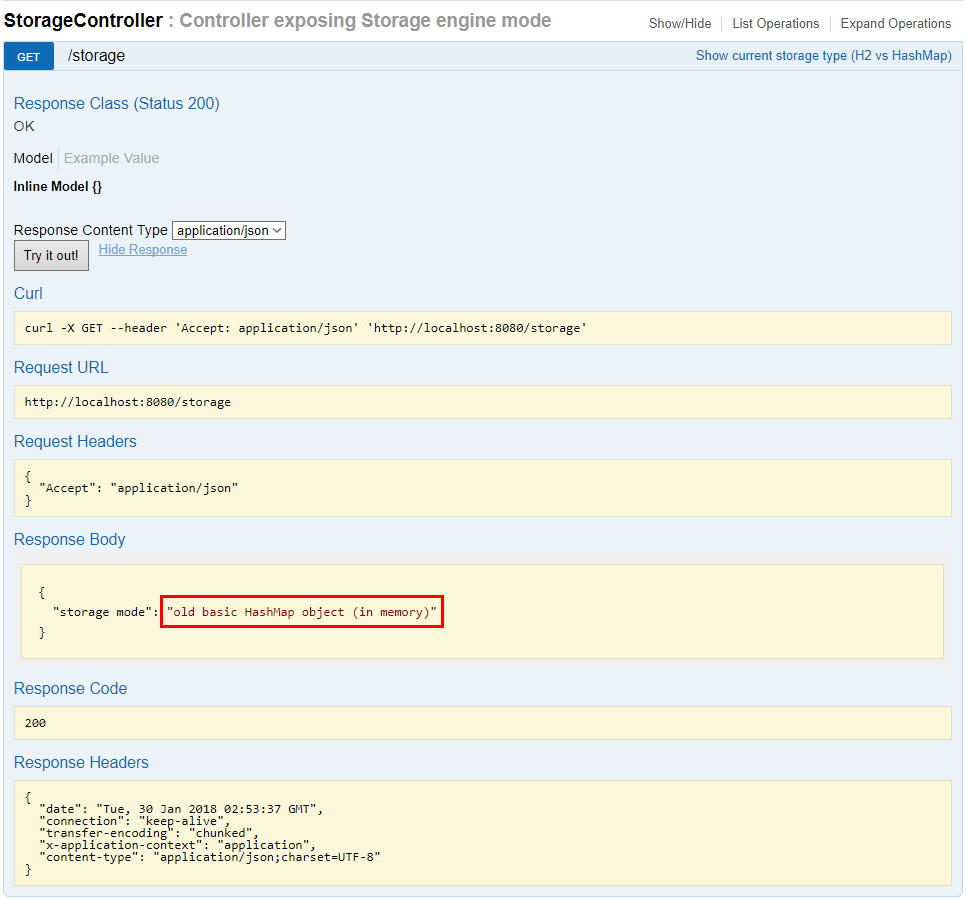 StorageController : Controller exposing Storage engine mode
Show/Hide
List Operations
Expand Operations
GET
/storage
Show current storage type (H2 vs HashMap)
Response Class (Status 200)
OK
Model
Example Value
Inline Model {}
Response Content Type application/json
Try it out!
Hide Response
Curl
curl -X GET --header 'Accept: application/json' 'http://localhost:8080/storage'
Request URL
http://localhost:8080/storage
Request Headers
{
  "Accept": "application/json"
}
Response Body
{
  "storage mode": "old basic HashMap object (in memory)"
}
Response Code
200
Response Headers
{
  "date": "Tue, 30 Jan 2018 02:53:37 GMT",
  "connection": "keep-alive",
  "transfer-encoding": "chunked",
  "x-application-context": "application",
  "content-type": "application/json;charset=UTF-8"
}